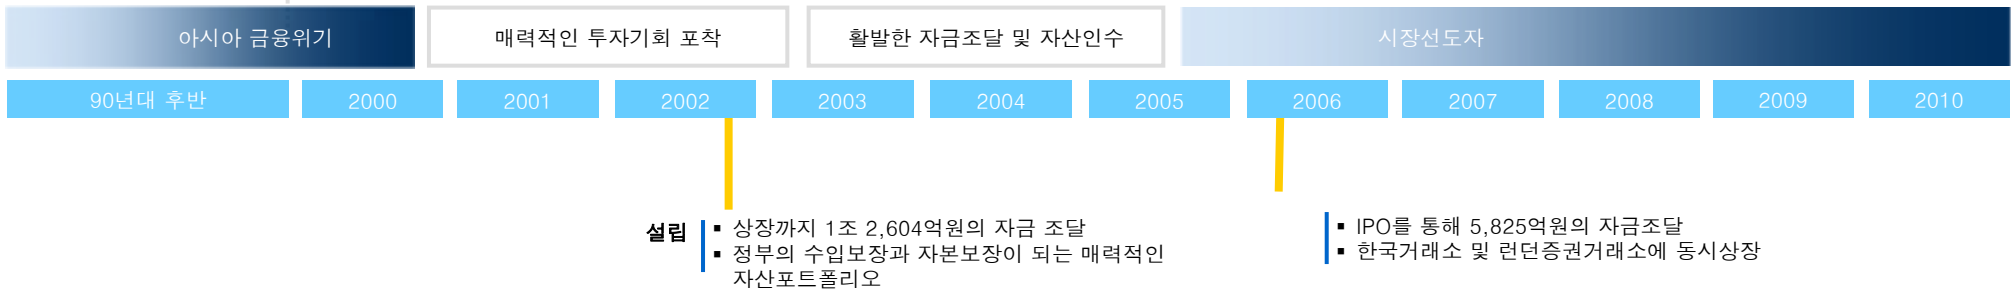 아시아 금융위기 매력적인 투자기회 포착 활발한 자금조달 및 자산인수 시장선도자
90년대 후반 2000 2001 2002 2003 2004 2005 2006 2007 2008 2009 2010
설립
▪ 상장까지 1조 2,604억원의 자금 조달
▪ 정부의 수입보장과 자본보장이 되는 매력적인
자산포트폴리오
▪ IPO를 통해 5,825억원의 자금조달
▪ 한국거래소 및 런던증권거래소에 동시상장